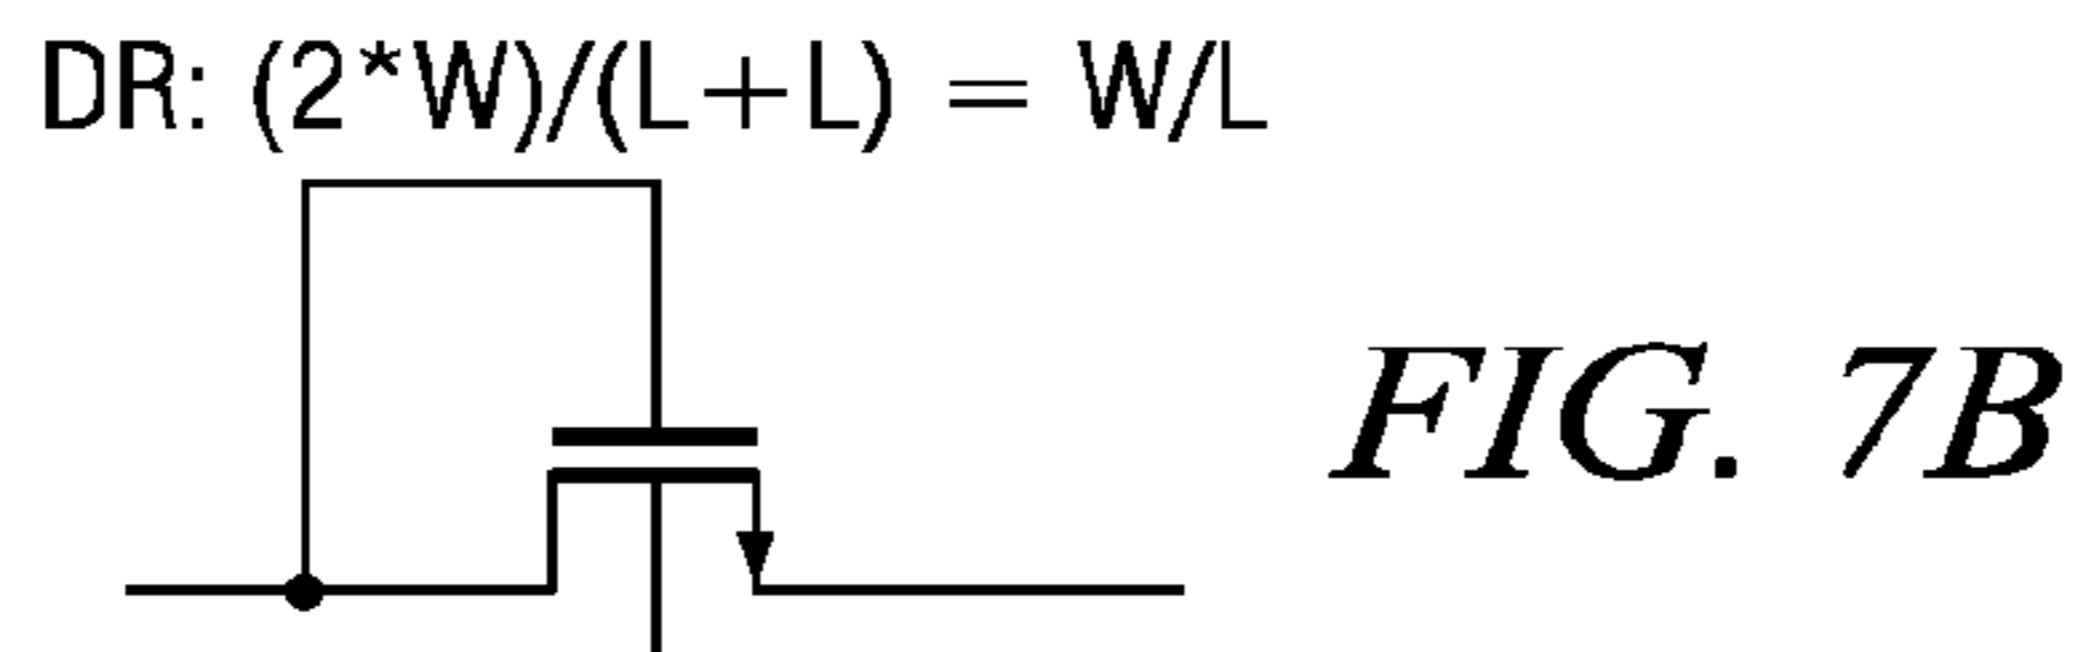 DR: (2*W)/(L+L) = W/L
FIG. 7B